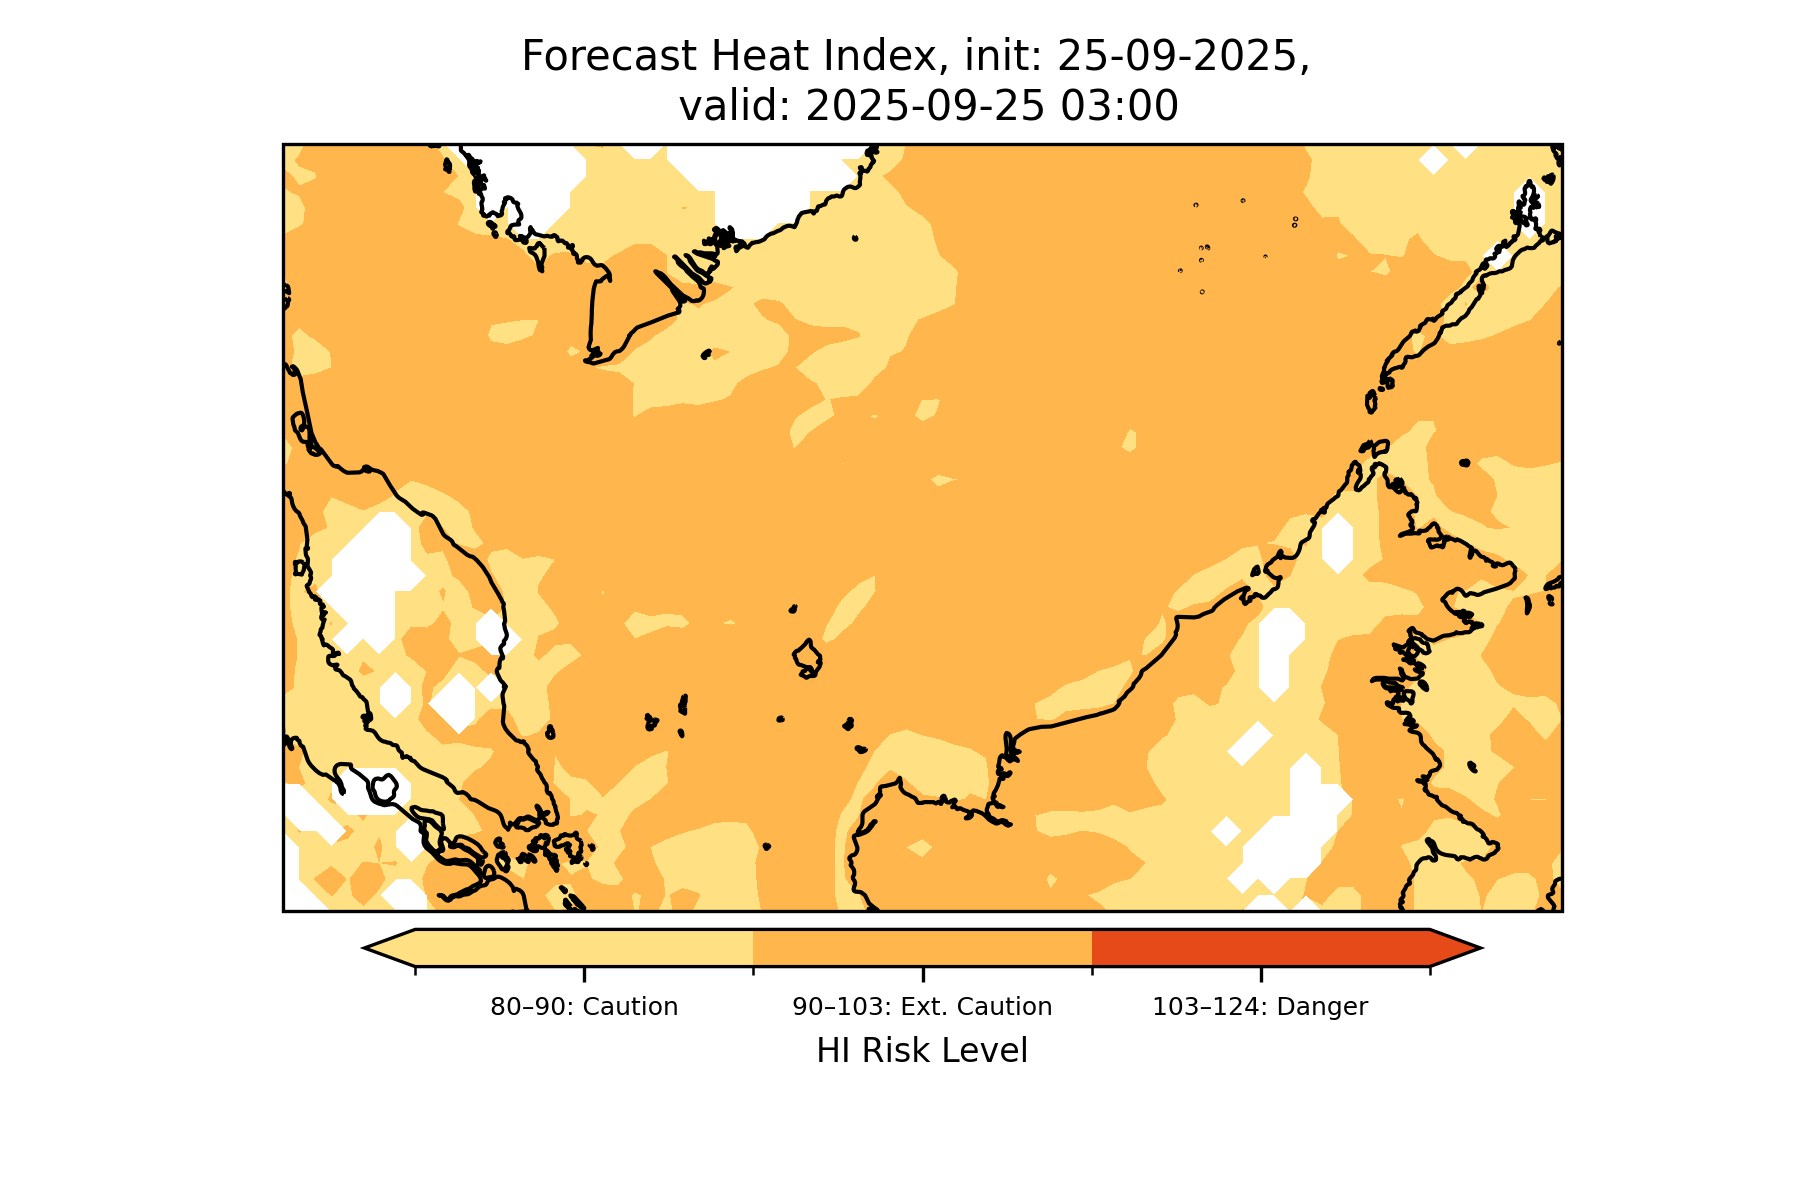 Forecast Heat Index, init: 25-09-2025,
valid: 2025-09-25 03:00
80–90: Caution
90–103: Ext. Caution
103–124: Danger
HI Risk Level